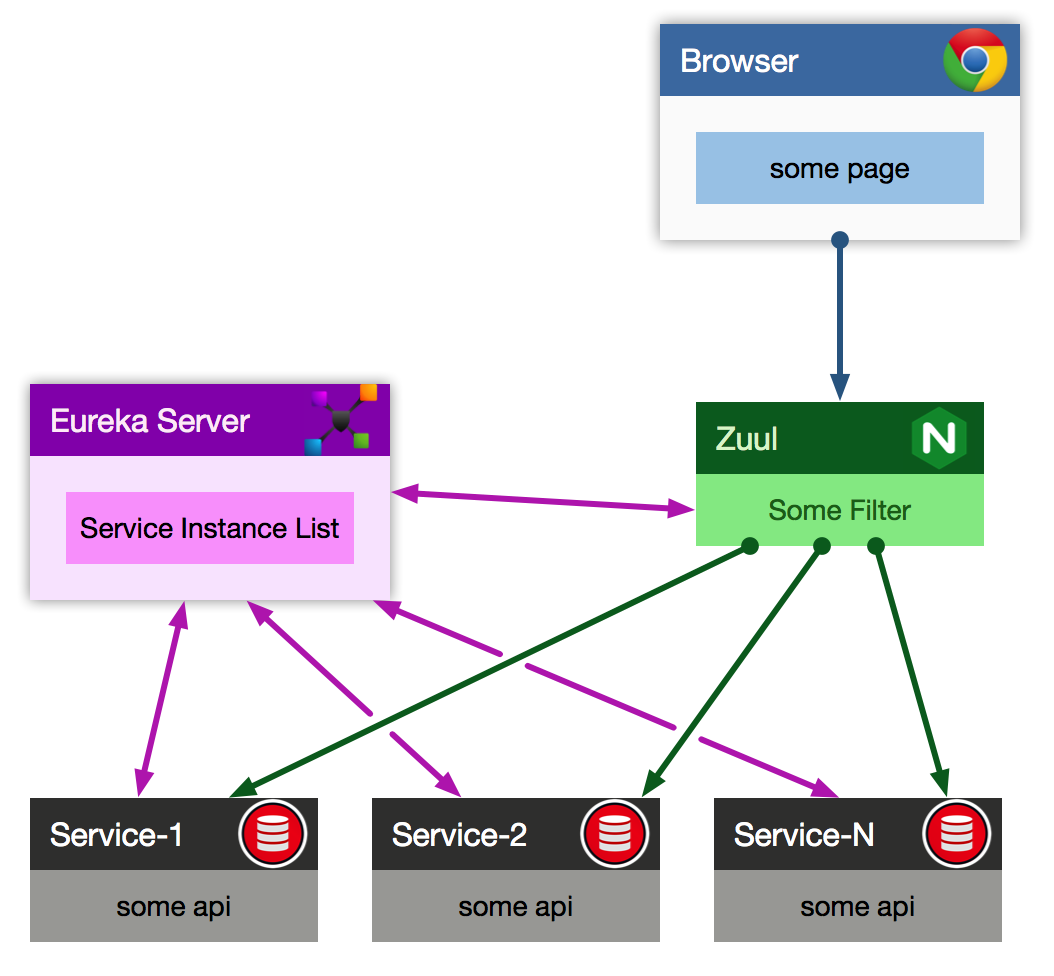 Browser
some page
Eureka Server
Service Instance List
Zuul
N
Some Filter
Service-1
some api
Service-2
some api
Service-N
some api